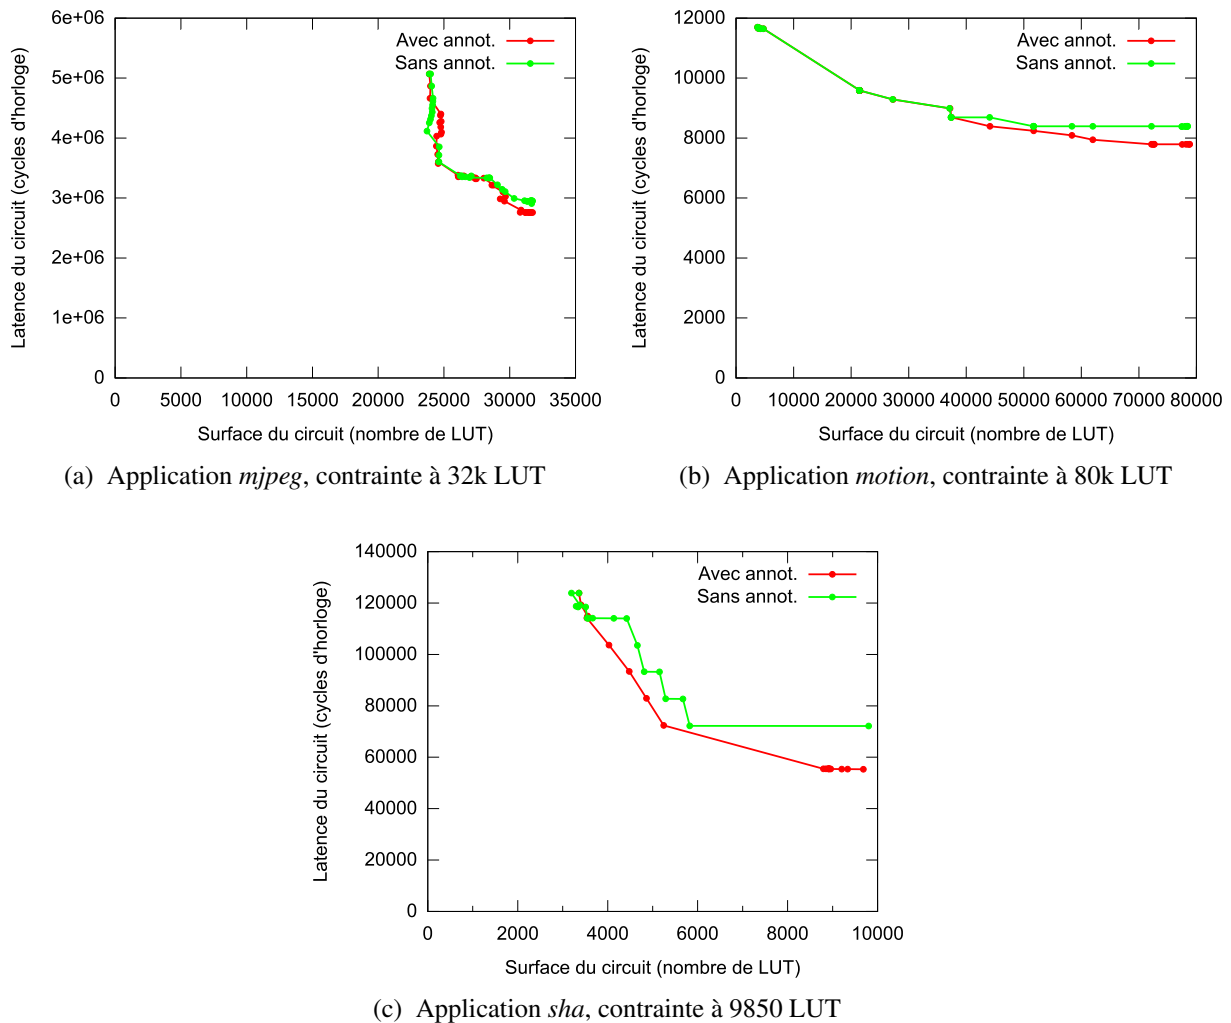 6e+06
5e+06
4e+06
3e+06
2e+06
1e+06
0
Latence du circuit (cycles d'horloge)
Avec annot.
Sans annot.
0 5000 10000 15000 20000 25000 30000 35000
Surface du circuit (nombre de LUT)
(a) Application mjpeg, contrainte à 32k LUT
12000
10000
8000
6000
4000
2000
0
Latence du circuit (cycles d'horloge)
Avec annot.
Sans annot.
0 10000 20000 30000 40000 50000 60000 70000 80000
Surface du circuit (nombre de LUT)
(b) Application motion, contrainte à 80k LUT
140000
120000
100000
80000
60000
40000
20000
0
Latence du circuit (cycles d'horloge)
Avec annot.
Sans annot.
0 2000 4000 6000 8000 10000
Surface du circuit (nombre de LUT)
(c) Application sha, contrainte à 9850 LUT